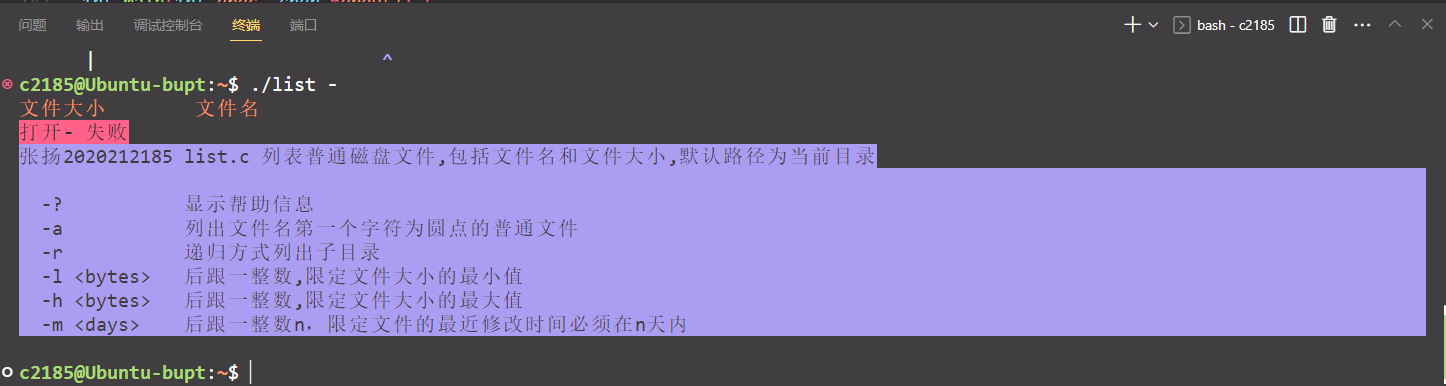 问题 输出 调试控制台 终端 端口 bash - c2185
^
c2185@Ubuntu-bupt:~$ ./list -
文件大小 文件名
打开- 失败
张扬2020212185 list.c 列表普通磁盘文件,包括文件名和文件大小,默认路径为当前目录
-? 显示帮助信息
-a 列出文件名第一个字符为圆点的普通文件
-r 递归方式列出子目录
-l <bytes> 后跟一整数,限定文件大小的最小值
-h <bytes> 后跟一整数,限定文件大小的最大值
-m <days> 后跟一整数n，限定文件的最近修改时间必须在n天内
c2185@Ubuntu-bupt:~$